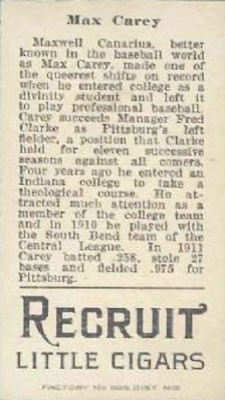 Max Carey
Maxwell Canarius, better
known in the baseball world
as Max Carey, made one of
the queerest shifts on record
when he entered college as a
divinity student and left it
to play professional baseball.
Carey succeeds Manager Fred
Clarke as Pittsburg's left
fielder, a position that Clarke
held for eleven successive
seasons against all comers.
Four years ago he entered an
Indiana college to take a
theological course. He at-
tracted much attention as a
member of the college team
and in 1910 he played with
the South Bend team of the
Central League. In 1911
Carey batted .258, stole 27
bases and fielded .975 for
Pittsburg.
RECRUIT
LITTLE CIGARS
FACTORY No. DIST. MD.